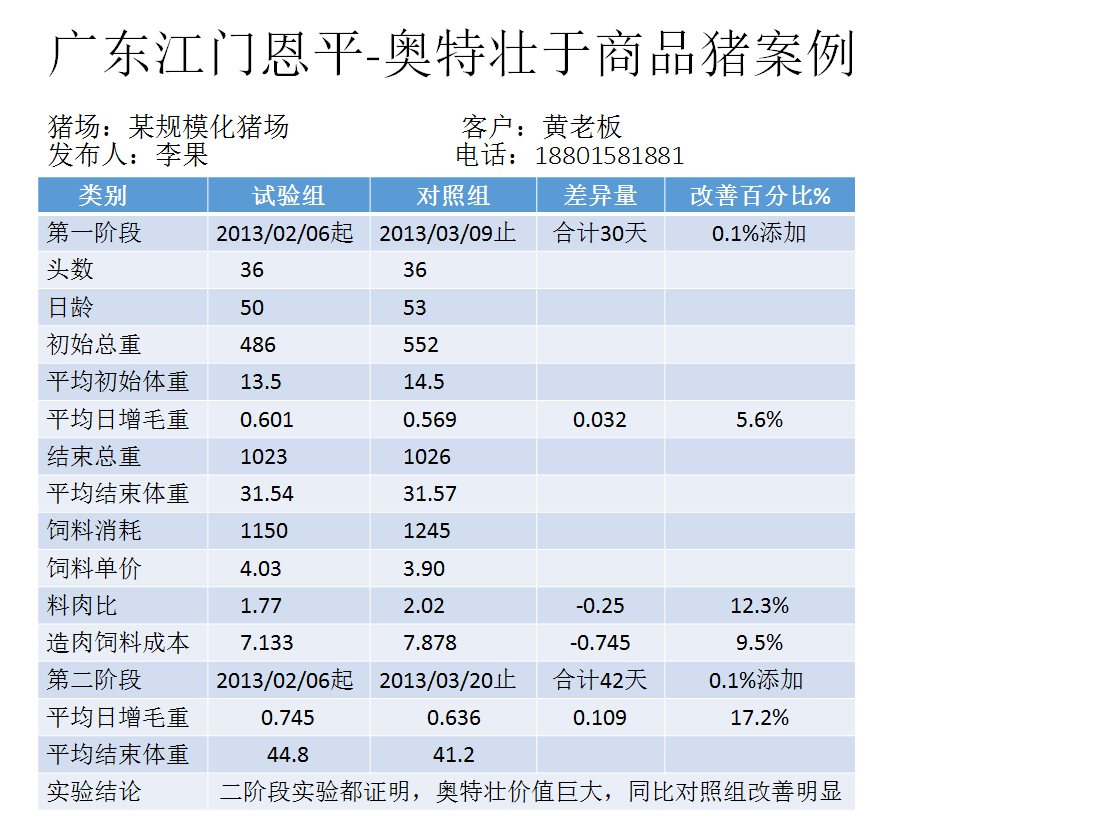 广东江门恩平-奥特壮于商品猪案例
猪场：某规模化猪场 客户：黄老板
发布人：李果 电话：18801581881
类别 试验组 对照组 差异量 改善百分比%
第一阶段 2013/02/06起 2013/03/09止 合计30天 0.1%添加
头数 36 36
日龄 50 53
初始总重 486 552
平均初始体重 13.5 14.5
平均日增毛重 0.601 0.569 0.032 5.6%
结束总重 1023 1026
平均结束体重 31.54 31.57
饲料消耗 1150 1245
饲料单价 4.03 3.90
料肉比 1.77 2.02 -0.25 12.3%
造肉饲料成本 7.133 7.878 -0.745 9.5%
第二阶段 2013/02/06起 2013/03/20止 合计42天 0.1%添加
平均日增毛重 0.745 0.636 0.109 17.2%
平均结束体重 44.8 41.2
实验结论 二阶段实验都证明，奥特壮价值巨大，同比对照组改善明显